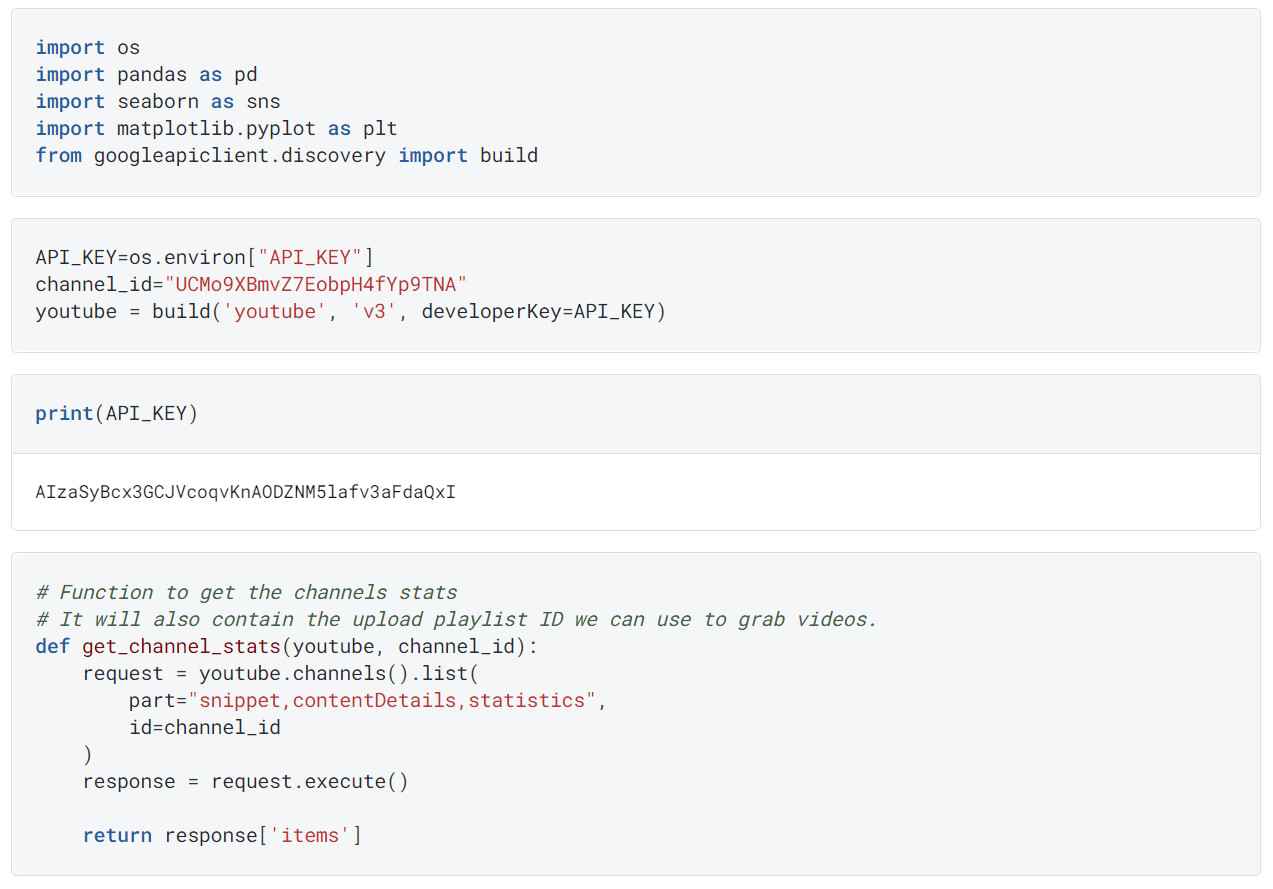 import os
import pandas as pd
import seaborn as sns
import matplotlib.pyplot as plt
from googleapiclient.discovery import build
API_KEY=os.environ["API_KEY"]
channel_id="UCMo9XBmvZ7EobpH4fYp9TNA"
youtube = build('youtube', 'v3', developerKey=API_KEY)
print(API_KEY)
AIzaSyBcx3GCJVcoqvKnAODZNM5lafv3aFdaQxI
# Function to get the channels stats
# It will also contain the upload playlist ID we can use to grab videos.
def get_channel_stats(youtube, channel_id):
    request = youtube.channels().list(
        part="snippet,contentDetails,statistics",
        id=channel_id
    )
    response = request.execute()
    return response['items']